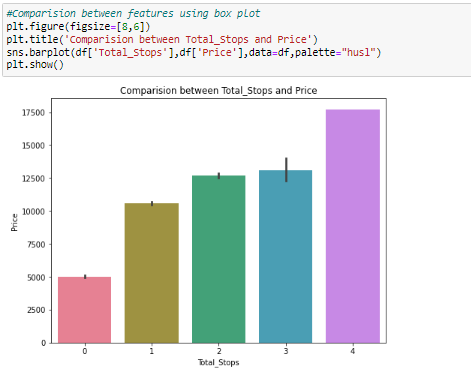 #Comparision between features using box plot
plt.figure(figsize=[8,6])
plt.title('Comparision between Total_Stops and Price')
sns.barplot(df['Total_Stops'],df['Price'],data=df,palette="husl")
plt.show()
Comparision between Total_Stops and Price
17500
15000
12500
10000
7500
5000
2500
0
Price
0 1 2 3 4
Total_Stops